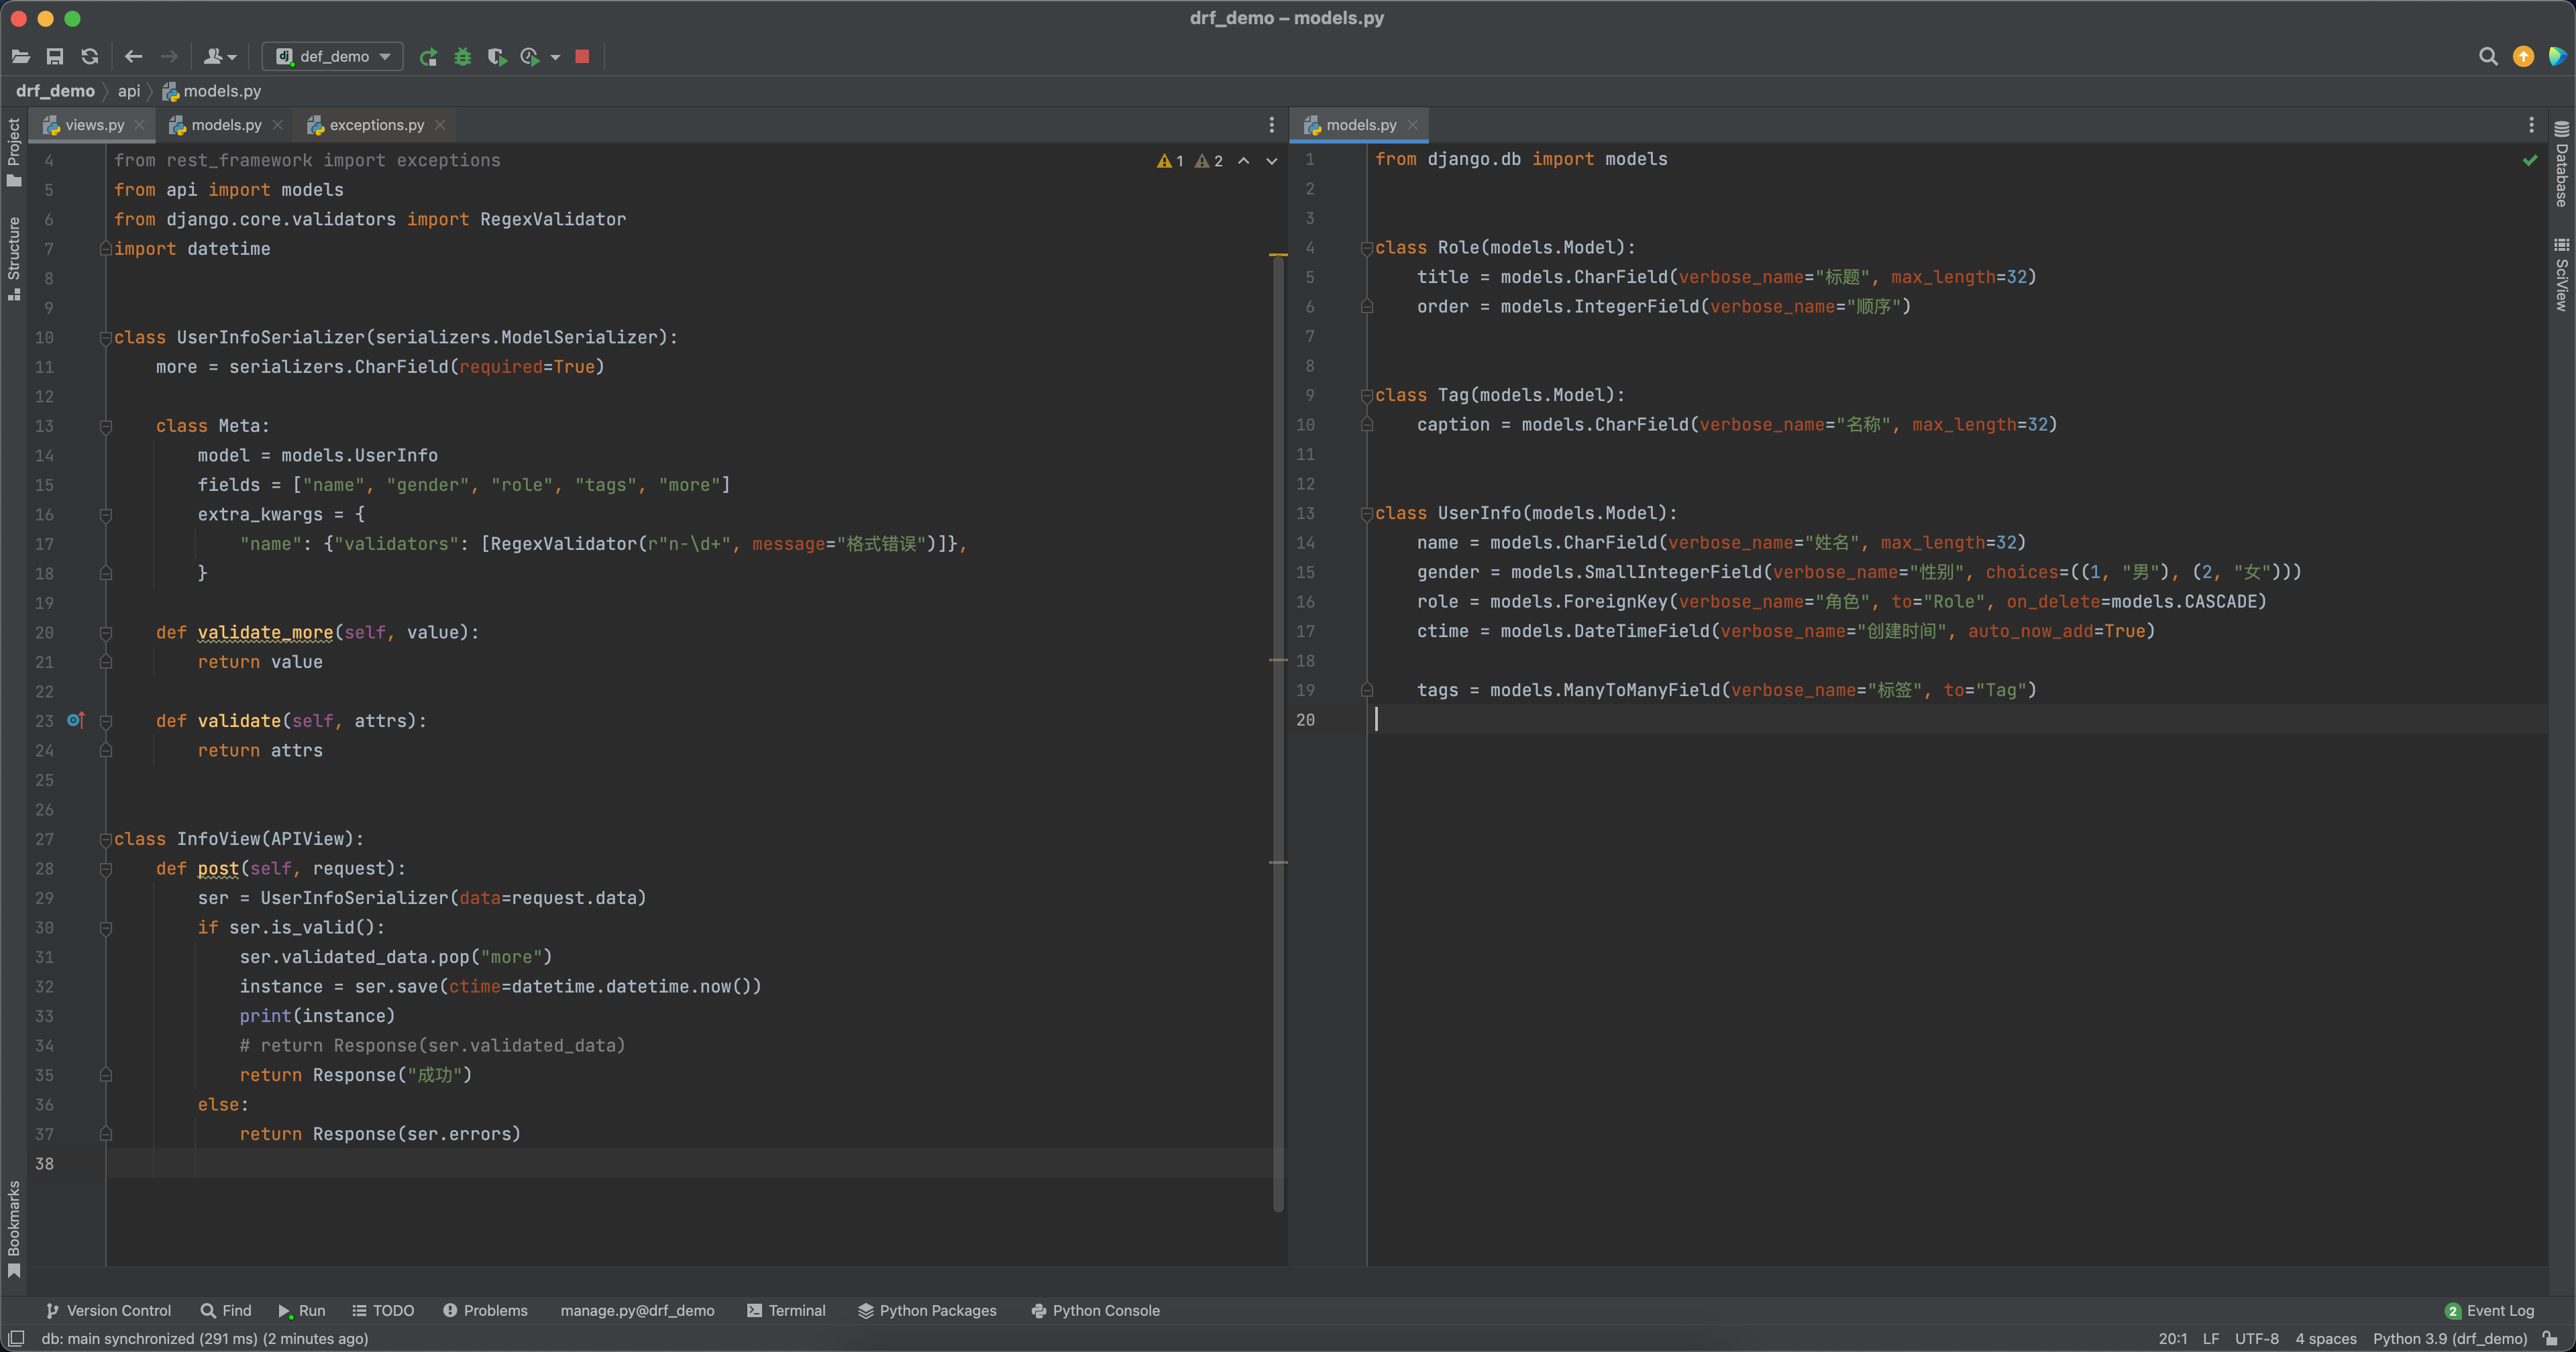 drf_demo – models.py
def_demo
drf_demo
api
models.py
Project
Structure
Bookmarks
views.py
models.py
exceptions.py
1
2
4 from rest_framework import exceptions
5 from api import models
6 from django.core.validators import RegexValidator
7 import datetime
8
9
10 class UserInfoSerializer(serializers.ModelSerializer):
11 more = serializers.CharField(required=True)
12
13 class Meta:
14 model = models.UserInfo
15 fields = ["name", "gender", "role", "tags", "more"]
16 extra_kwargs = {
17 "name": {"validators": [RegexValidator(r"n-\d+", message="格式错误")]},
18 }
19
20 def validate_more(self, value):
21 return value
22
23 def validate(self, attrs):
24 return attrs
25
26
27 class InfoView(APIView):
28 def post(self, request):
29 ser = UserInfoSerializer(data=request.data)
30 if ser.is_valid():
31 ser.validated_data.pop("more")
32 instance = ser.save(ctime=datetime.datetime.now())
33 print(instance)
34 # return Response(ser.validated_data)
35 return Response("成功")
36 else:
37 return Response(ser.errors)
38
models.py
1 from django.db import models
2
3
4 class Role(models.Model):
5 title = models.CharField(verbose_name="标题", max_length=32)
6 order = models.IntegerField(verbose_name="顺序")
7
8
9 class Tag(models.Model):
10 caption = models.CharField(verbose_name="名称", max_length=32)
11
12
13 class UserInfo(models.Model):
14 name = models.CharField(verbose_name="姓名", max_length=32)
15 gender = models.SmallIntegerField(verbose_name="性别", choices=((1, "男"), (2, "女")))
16 role = models.ForeignKey(verbose_name="角色", to="Role", on_delete=models.CASCADE)
17 ctime = models.DateTimeField(verbose_name="创建时间", auto_now_add=True)
18
19 tags = models.ManyToManyField(verbose_name="标签", to="Tag")
20
Database
SciView
Version Control
Find
Run
TODO
Problems
manage.py@drf_demo
Terminal
Python Packages
Python Console
2 Event Log
db: main synchronized (291 ms) (2 minutes ago)
20:1
LF
UTF-8
4 spaces
Python 3.9 (drf_demo)